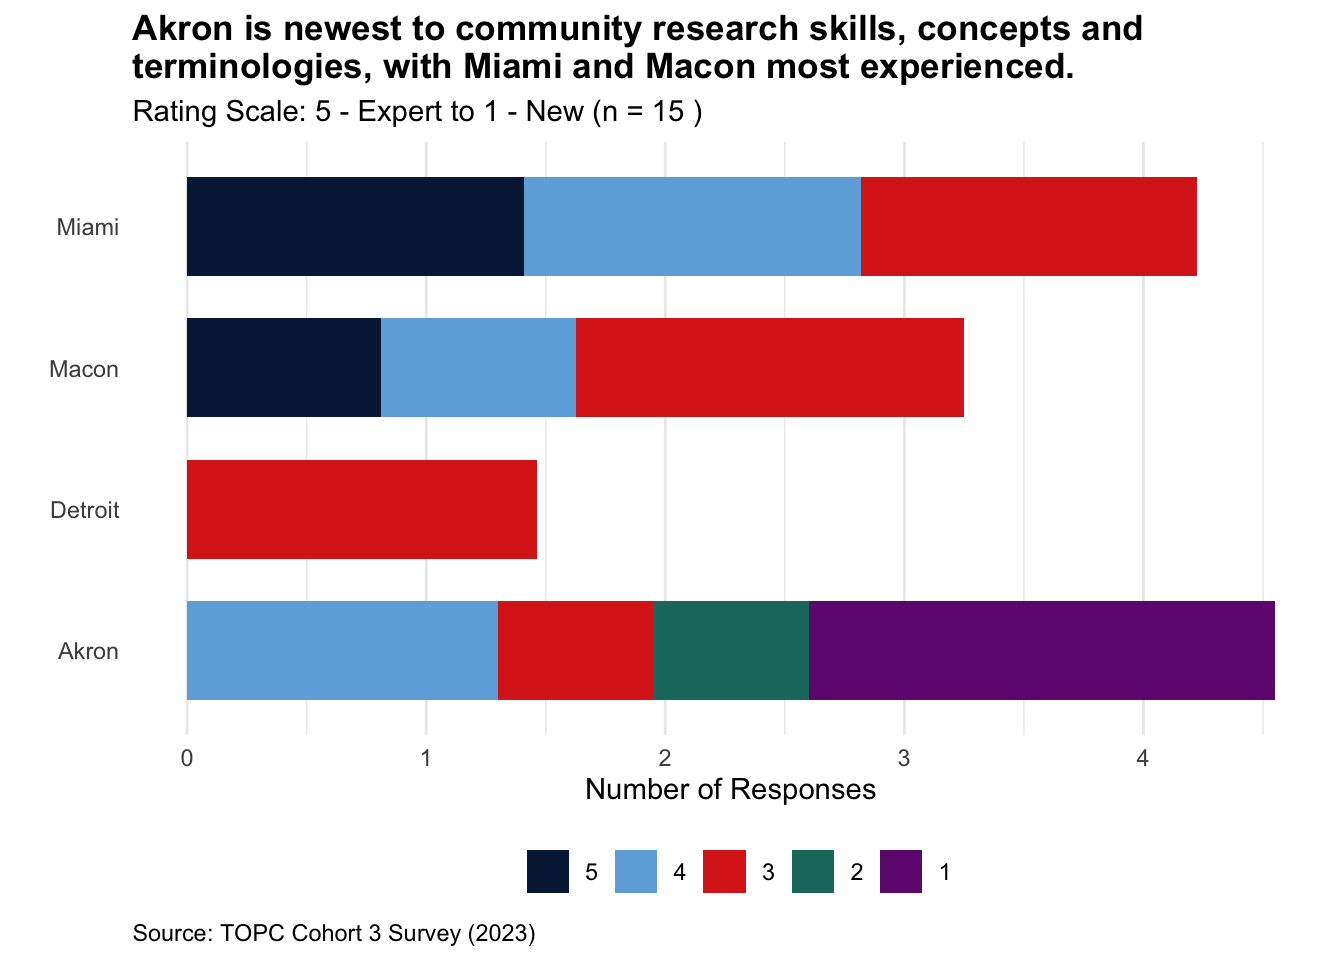 Akron is newest to community research skills, concepts and
terminologies, with Miami and Macon most experienced.
Rating Scale: 5 - Expert to 1 - New (n = 15 )
Miami
Macon
Detroit
Akron
0 1 2 3 4
Number of Responses
5 4 3 2 1
Source: TOPC Cohort 3 Survey (2023)